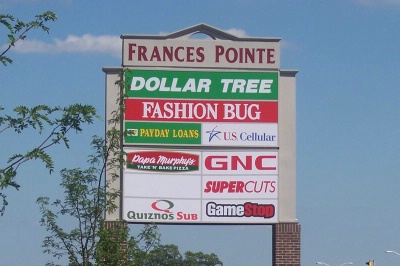 FRANCES POINTE
DOLLAR TREE
FASHION BUG
PAYDAY LOANS
U.S. Cellular
Papa Murphy's
TAKE 'N' BAKE PIZZA
GNC
SUPERCUTS
QUIZNOS SUB
GameStop